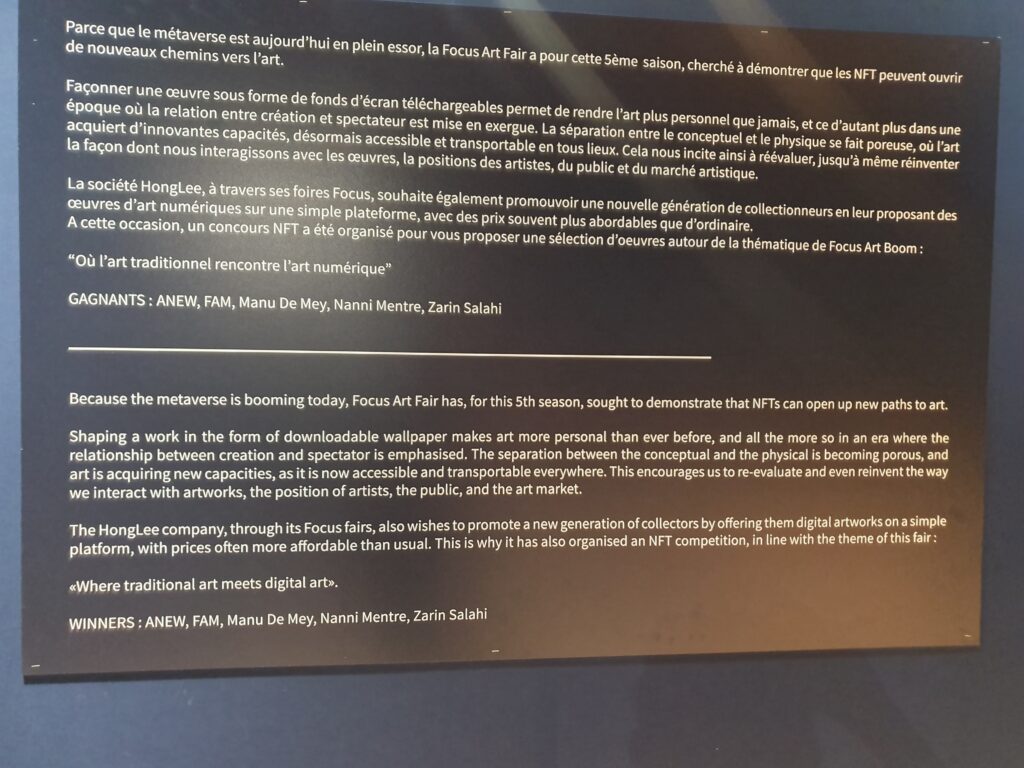 Parce que le métaverse est aujourd'hui en plein essor, la Focus Art Fair a pour cette 5ème saison, cherché à démontrer que les NFT peuvent ouvrir
de nouveaux chemins vers l'art.
Façonner une œuvre sous forme de fonds d'écran téléchargeables permet de rendre l'art plus personnel que jamais, et ce d'autant plus dans une
époque où la relation entre création et spectateur est mise en exergue. La séparation entre le conceptuel et le physique se fait poreuse, où l'art
acquiert d'innovantes capacités, désormais accessible et transportable en tous lieux. Cela nous incite ainsi à réévaluer, jusqu'à même réinventer
la façon dont nous interagissons avec les œuvres, la positions des artistes, du public et du marché artistique.
La société HongLee, à travers ses foires Focus, souhaite également promouvoir une nouvelle génération de collectionneurs en leur proposant des
œuvres d'art numériques sur une simple plateforme, avec des prix souvent plus abordables que d'ordinaire.
A cette occasion, un concours NFT a été organisé pour vous proposer une sélection d'oeuvres autour de la thématique de Focus Art Boom :
“Où l'art traditionnel rencontre l'art numérique”
GAGNANTS : ANEW, FAM, Manu De Mey, Nanni Mentre, Zarin Salahi
Because the metaverse is booming today, Focus Art Fair has, for this 5th season, sought to demonstrate that NFTs can open up new paths to art.
Shaping a work in the form of downloadable wallpaper makes art more personal than ever before, and all the more so in an era where the
relationship between creation and spectator is emphasised. The separation between the conceptual and the physical is becoming porous, and
art is acquiring new capacities, as it is now accessible and transportable everywhere. This encourages us to re-evaluate and even reinvent the way
we interact with artworks, the position of artists, the public, and the art market.
The HongLee company, through its Focus fairs, also wishes to promote a new generation of collectors by offering them digital artworks on a simple
platform, with prices often more affordable than usual. This is why it has also organised an NFT competition, in line with the theme of this fair :
«Where traditional art meets digital art».
WINNERS : ANEW, FAM, Manu De Mey, Nanni Mentre, Zarin Salahi